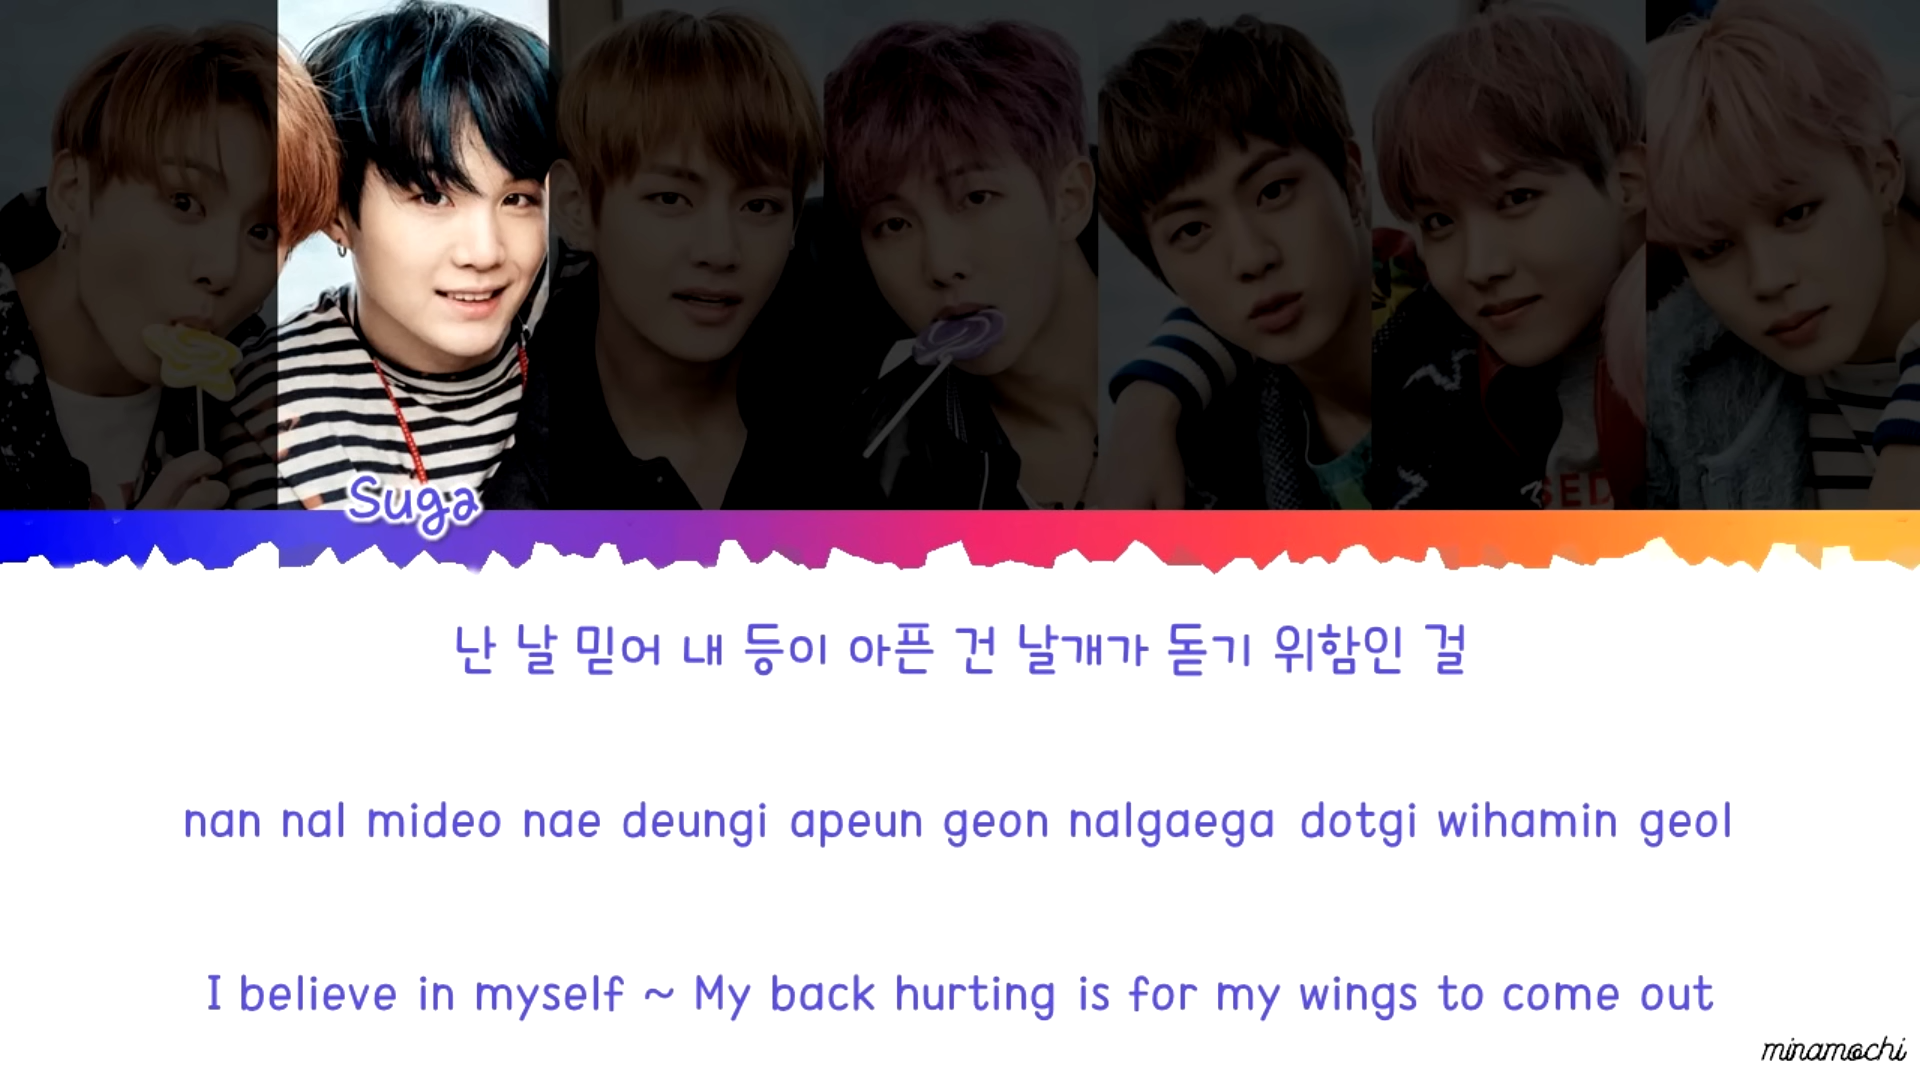 SED
Suga
난 날 믿어 내 등이 아픈 건 날개가 돋기 위함인 걸
nan nal mideo nae deungi apeun geon nalgaega dotgi wihamin geol
I believe in myself ~ My back hurting is for my wings to come out
minamochi